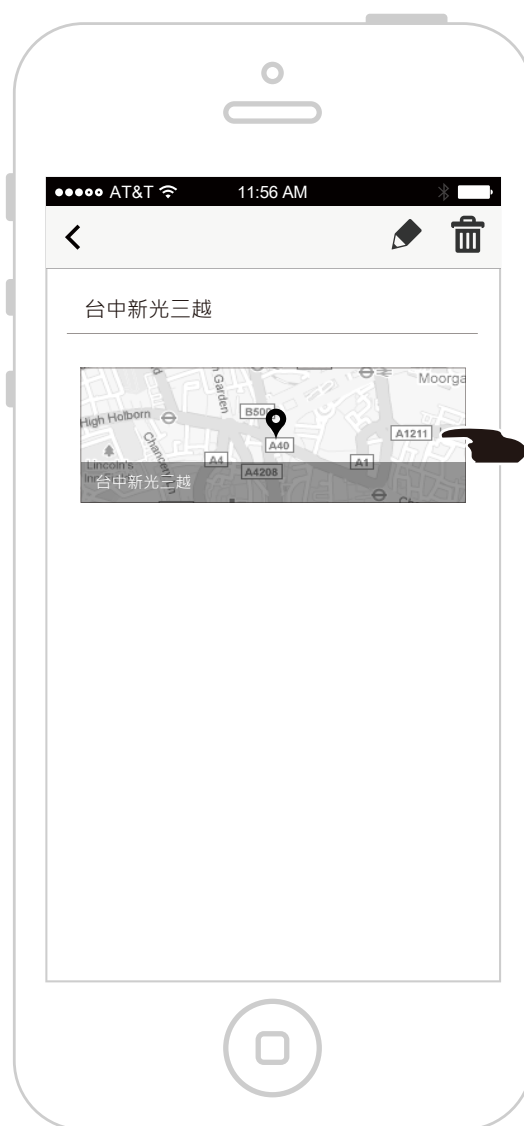 AT&T 11:56 AM
台中新光三越
Garden
Moorga
High Holborn
B50
A1211
A40
Chancery
A4
A1
Lincoln's
A4208
台中新光三越